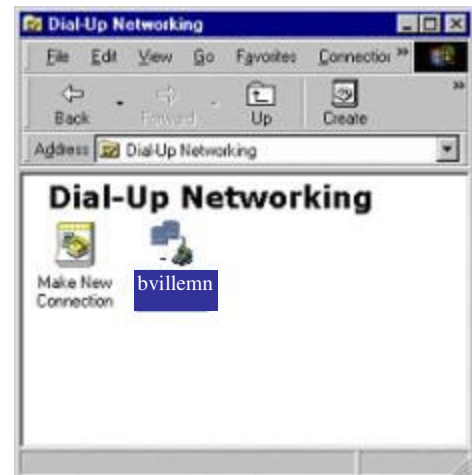 Dial-Up Networking
File Edit View Go Favorites Connection »
Back Forward Up Create »
Address Dial-Up Networking
Dial-Up Networking
Make New Connection
bvillemn